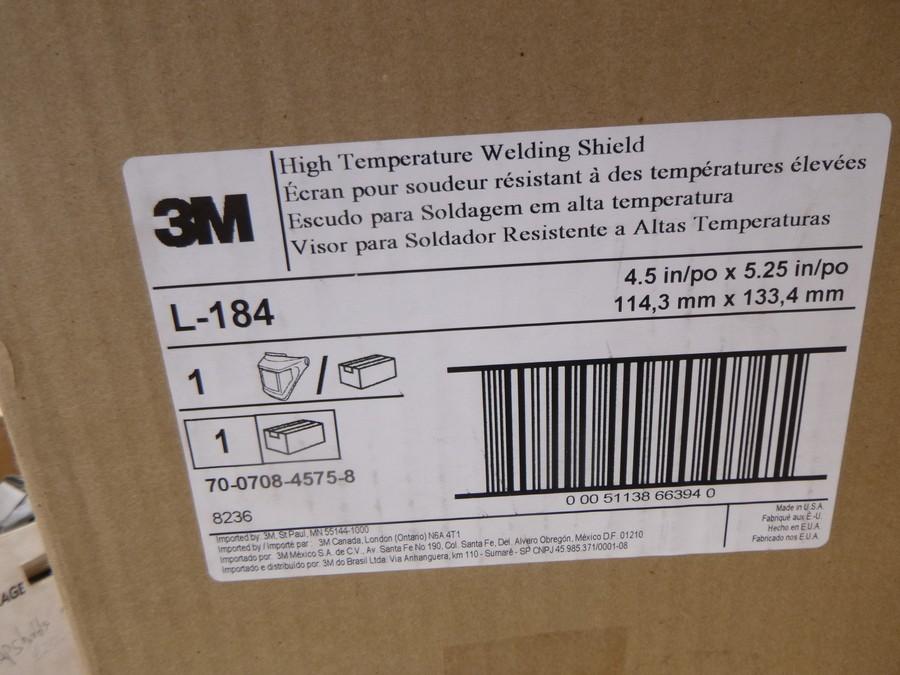 3M
High Temperature Welding Shield
Écran pour soudeur résistant à des températures élevées
Escudo para Soldagem em alta temperatura
Visor para Soldador Resistente a Altas Temperaturas
L-184
4.5 in/po x 5.25 in/po
114,3 mm x 133,4 mm
1 /
1
70-0708-4575-8
8236
0 00 51138 66394 0
Imported by: 3M, St Paul, MN 55144-1000
Imported by / Importé par : 3M Canada, London (Ontario) N6A 4T1
Importado por: 3M México S.A. de C.V., Av. Santa Fe No 190, Col. Santa Fe, Del. Alvero Obregón, México D.F. 01210
Importado e distribuido por: 3M do Brasil Ltda: Via Anhanguera, km 110 - Sumaré - SP CNPJ 45.985.371/0001-08
Made in U.S.A.
Fabriqué aux É.-U.
Hecho en E.U.A.
Fabricado nos E.U.A.
AGE